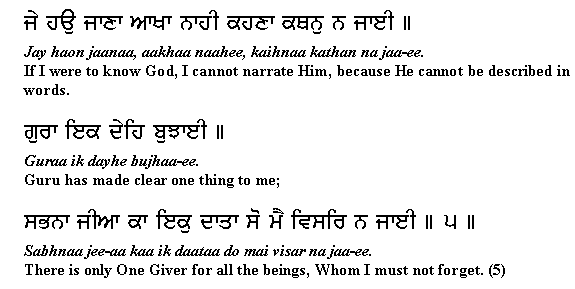 ਜੇ ਹਉ ਜਾਣਾ ਆਖਾ ਨਾਹੀ ਕਹਣਾ ਕਥਨੁ ਨ ਜਾਈ ॥
Jay haon jaanaa, aakhaa naahee, kaihnaa kathan na jaa-ee.
If I were to know God, I cannot narrate Him, because He cannot be described in
words.
ਗੁਰਾ ਇਕ ਦੇਹਿ ਬੁਝਾਈ ॥
Guraa ik dayhe bujhaa-ee.
Guru has made clear one thing to me;
ਸਭਨਾ ਜੀਆ ਕਾ ਇਕੁ ਦਾਤਾ ਸੋ ਮੈ ਵਿਸਰਿ ਨ ਜਾਈ ॥ ੫ ॥
Sabhnaa jee-aa kaa ik daataa do mai visar na jaa-ee.
There is only One Giver for all the beings, Whom I must not forget. (5)